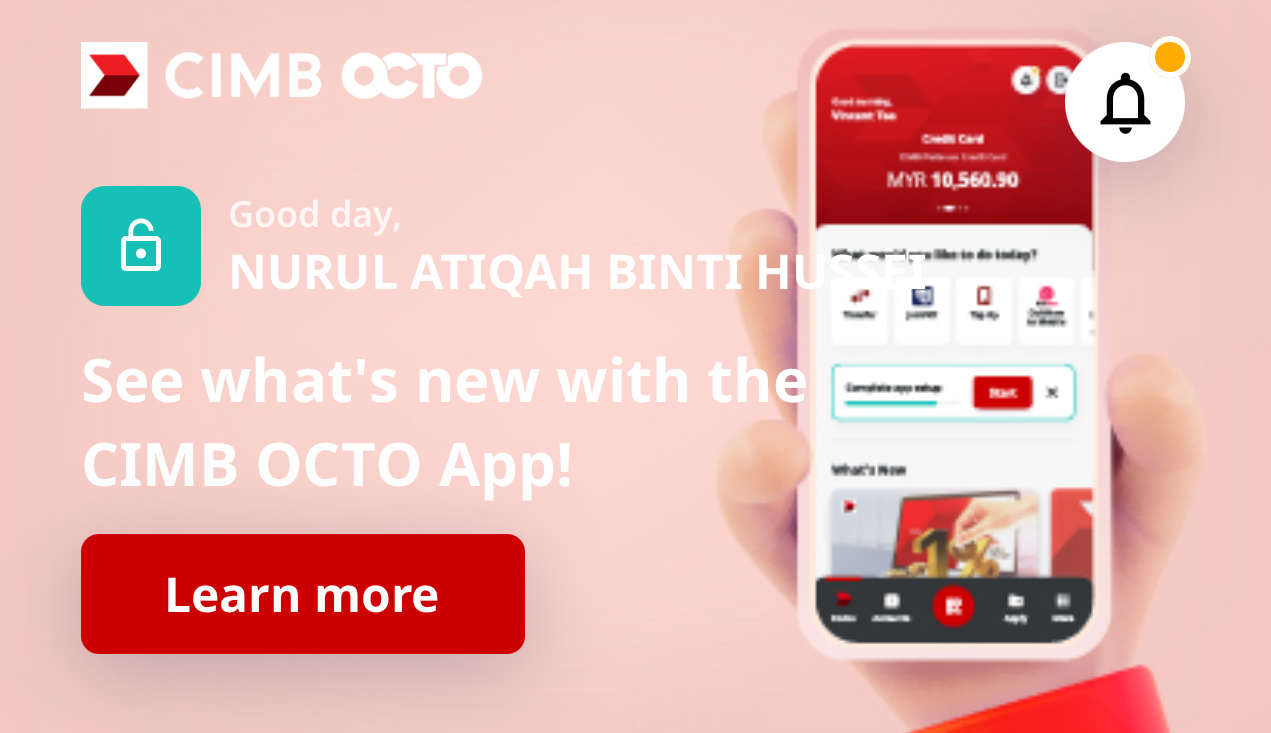 CIMB OCTO
Good day,
NURUL ATIQAH BINTI HUSSEI
See what's new with the
CIMB OCTO App!
Learn more
Good morning,
Vincent Tan
Credit Card
MYR 10,560.90
What would you like to do today?
Transfer
Top Up
Complete app setup
Start
What's New
1%
Apply